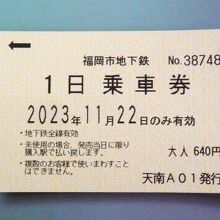 福岡市地下鉄 No.38748
1日乗車券
2023年11月22日のみ有効
・地下鉄全線有効
・未使用の場合、発売当日に限り
購入駅で払い戻します。
・複数のお客様で使いまわすことは
できません。
大人 640円
天南A01発行